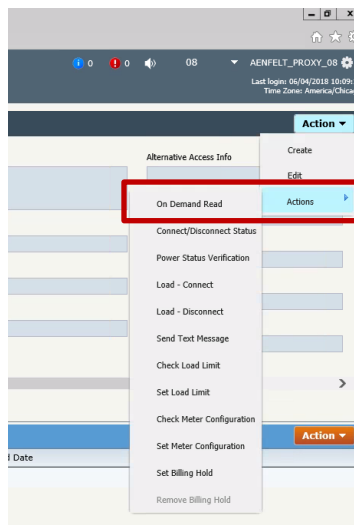 0 0 08 AENFELT_PROXY_08
Last login: 06/04/2018 10:09:
Time Zone: America/Chica
Action
Alternative Access Info
Create
Edit
Actions
On Demand Read
Connect/Disconnect Status
Power Status Verification
Load - Connect
Load - Disconnect
Send Text Message
Check Load Limit
Set Load Limit
Check Meter Configuration
Set Meter Configuration
Set Billing Hold
Remove Billing Hold
Action
d Date